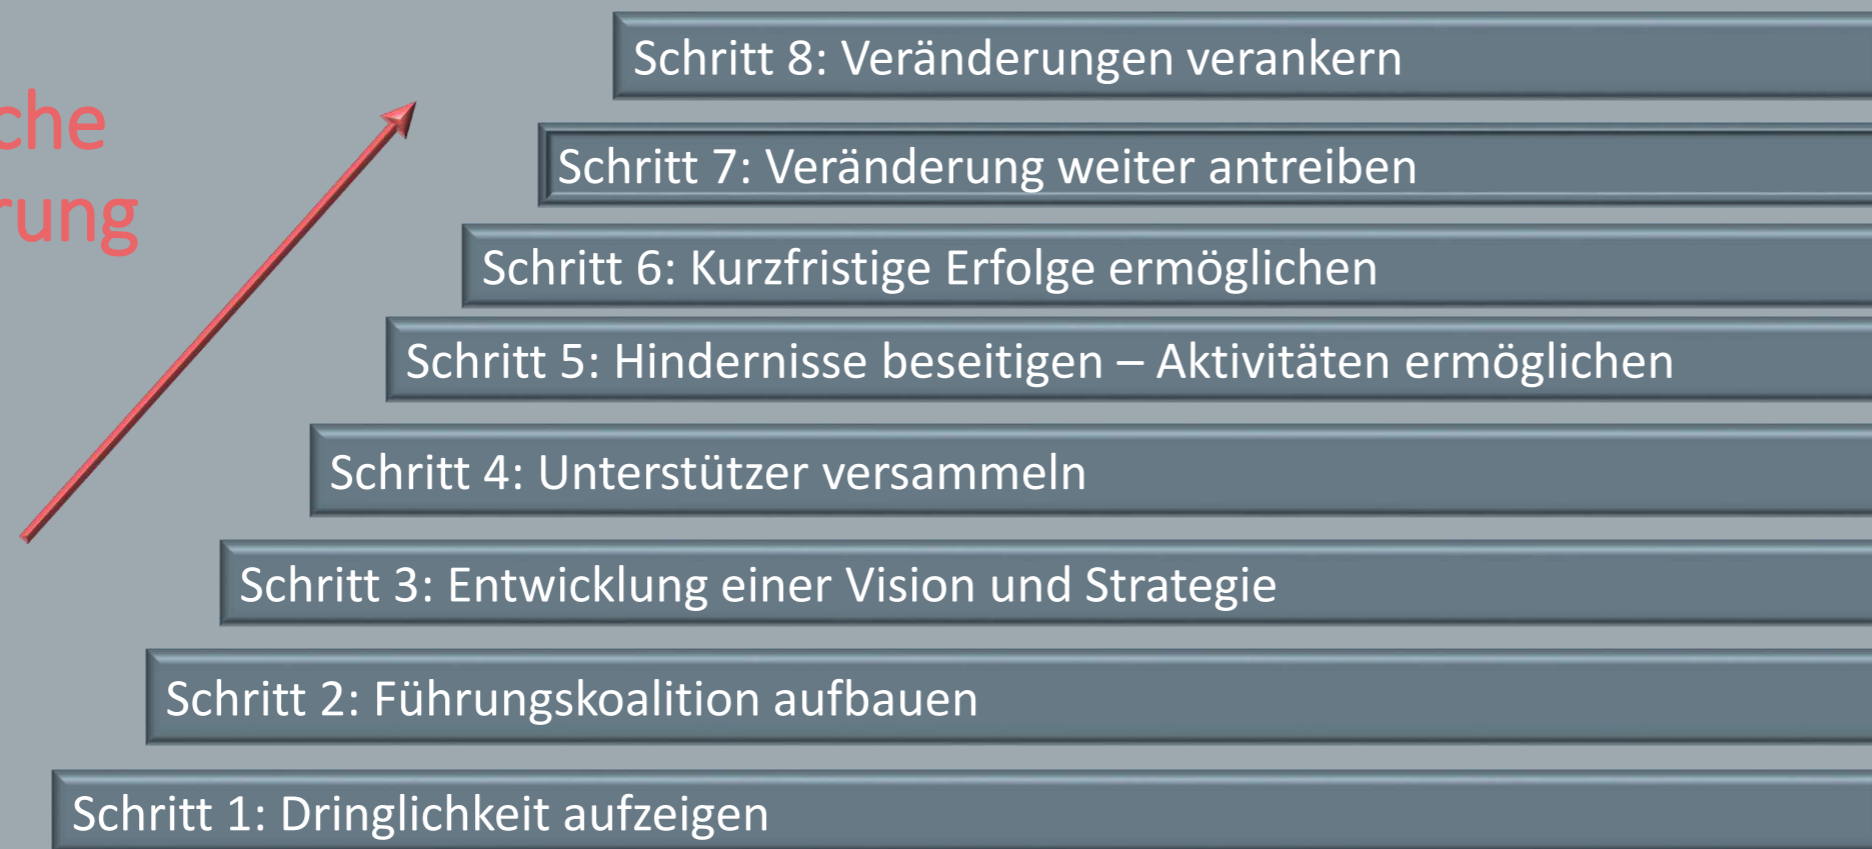 che
rung
Schritt 8: Veränderungen verankern
Schritt 7: Veränderung weiter antreiben
Schritt 6: Kurzfristige Erfolge ermöglichen
Schritt 5: Hindernisse beseitigen – Aktivitäten ermöglichen
Schritt 4: Unterstützer versammeln
Schritt 3: Entwicklung einer Vision und Strategie
Schritt 2: Führungskoalition aufbauen
Schritt 1: Dringlichkeit aufzeigen